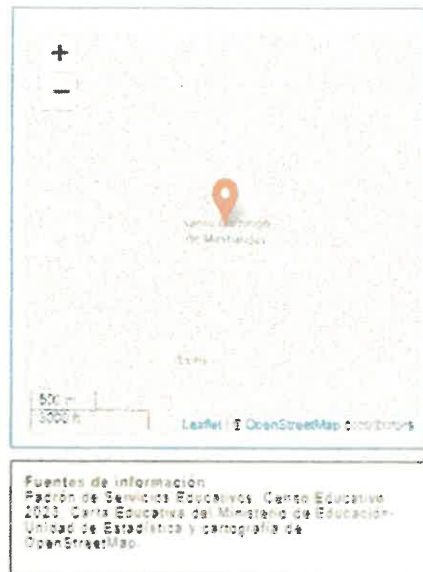 +
−
de
500 m
3000 ft
Leaflet | © OpenStreetMap contributors
Fuentes de información
Padrón de Servicios Educativos. Censo Educativo
2023, Carta Educativa del Ministerio de Educación-
Unidad de Estadística y cartografía de
OpenStreetMap.